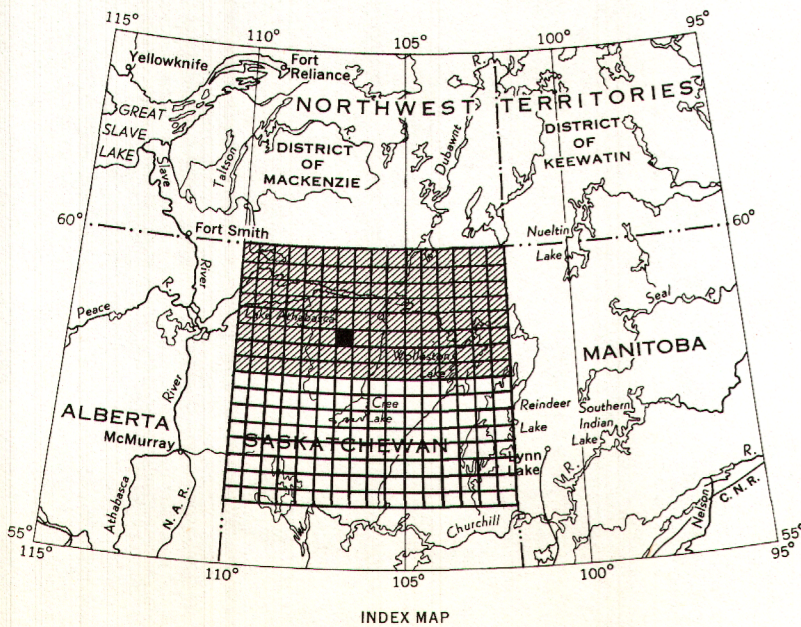 115°
110°
105°
100°
95°
Yellowknife
Fort
Reliance
R.
NORTHWEST TERRITORIES
GREAT
SLAVE
LAKE
Slave
Taltson
R.
DISTRICT
OF
MACKENZIE
Dubawnt
DISTRICT
OF
KEEWATIN
60°
Fort Smith
60°
Nueltin
Lake
River
Peace
R.
Lake Athabasca
Seal R.
Wollaston
Lake
MANITOBA
River
ALBERTA
McMurray
Cree
Lake
Reindeer
Lake
Southern
Indian
Lake
SASKATCHEWAN
Lynn
Lake
R.
R.
Athabasca
N. A. R.
Churchill
Nelson
C. N. R.
55°
115°
110°
105°
100°
55°
95°
INDEX MAP